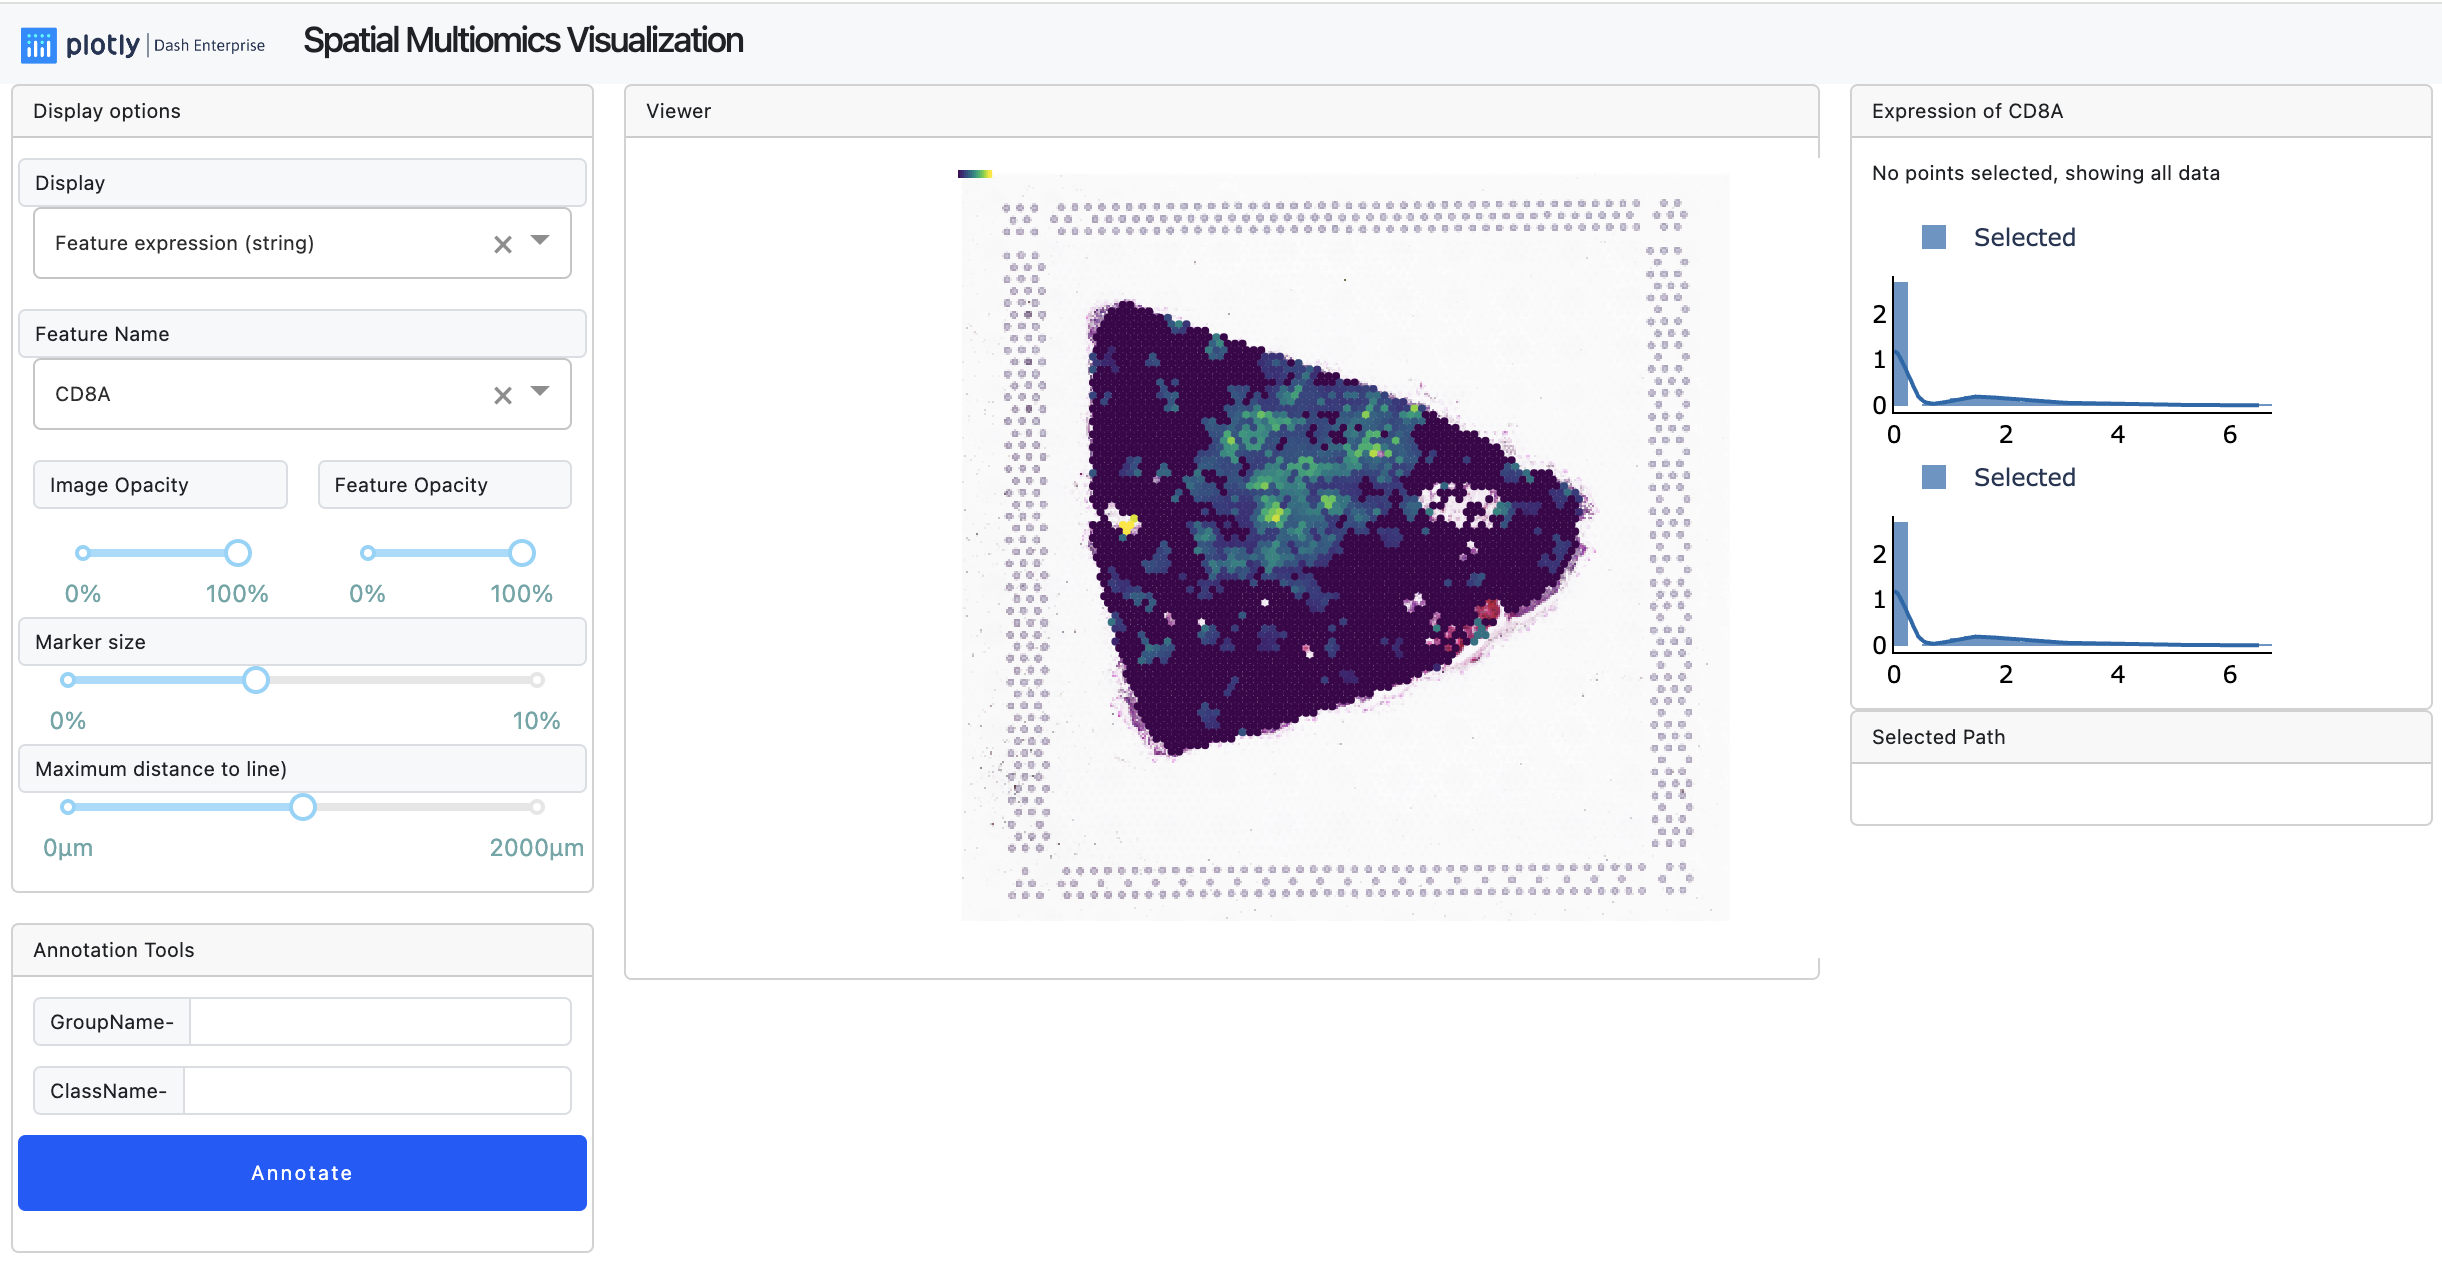 plotly | Dash Enterprise
Spatial Multiomics Visualization
Display options
Display
Feature expression (string)
Feature Name
CD8A
Image Opacity
Feature Opacity
0%
100%
0%
100%
Marker size
0%
10%
Maximum distance to line)
0μm
2000μm
Annotation Tools
GroupName-
ClassName-
Annotate
Viewer
Expression of CD8A
No points selected, showing all data
Selected
2
1
0
0 2 4 6
Selected
2
1
0
0 2 4 6
Selected Path